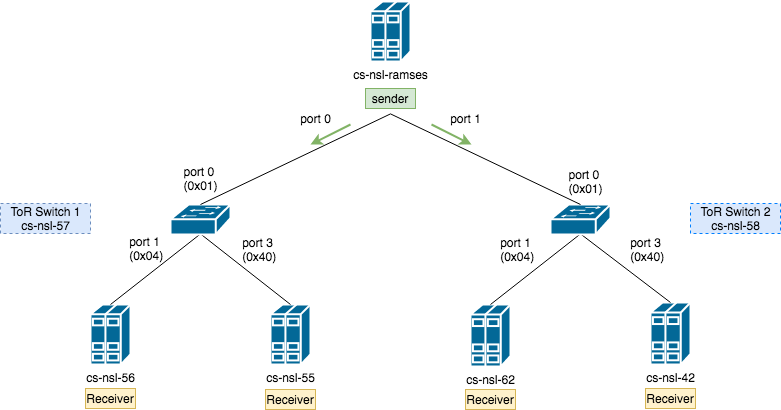 cs-nsl-ramses
sender
port 0
port 1
port 0
(0x01)
port 0
(0x01)
ToR Switch 1
cs-nsl-57
ToR Switch 2
cs-nsl-58
port 1
(0x04)
port 3
(0x40)
port 1
(0x04)
port 3
(0x40)
cs-nsl-56
Receiver
cs-nsl-55
Receiver
cs-nsl-62
Receiver
cs-nsl-42
Receiver